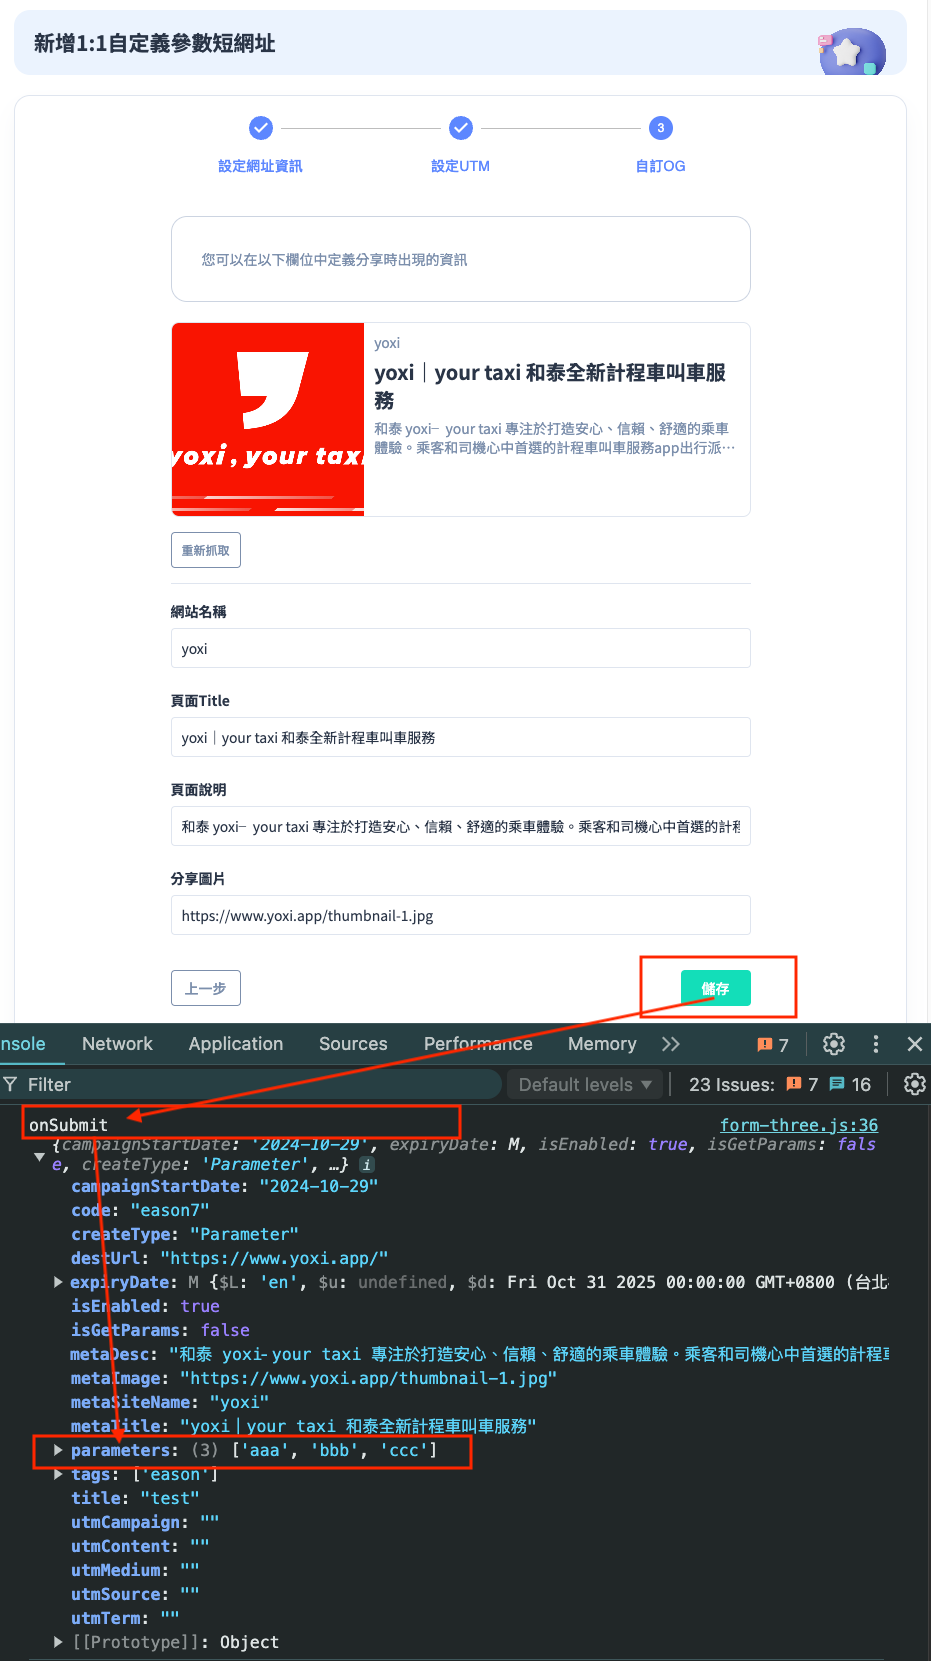 新增1:1自定義參數短網址
3
設定網址資訊
設定UTM
自訂OG
您可以在以下欄位中定義分享時出現的資訊
yoxi, your taxi
yoxi
yoxi｜your taxi 和泰全新計程車叫車服
務
和泰 yoxi─ your taxi 專注於打造安心、信賴、舒適的乘車
體驗。乘客和司機心中首選的計程車叫車服務app出行派…
重新抓取
網站名稱
yoxi
頁面Title
yoxi｜your taxi 和泰全新計程車叫車服務
頁面說明
和泰 yoxi─ your taxi 專注於打造安心、信賴、舒適的乘車體驗。乘客和司機心中首選的計程
分享圖片
https://www.yoxi.app/thumbnail-1.jpg
上一步
儲存
nsole Network Application Sources Performance Memory 7
Filter Default levels ▼ 23 Issues: 7 16
onSubmit form-three.js:36
{campaignStartDate: '2024-10-29', expiryDate: M, isEnabled: true, isGetParams: fals
e, createType: 'Parameter', …} i
campaignStartDate: "2024-10-29"
code: "eason7"
createType: "Parameter"
destUrl: "https://www.yoxi.app/"
expiryDate: M {$L: 'en', $u: undefined, $d: Fri Oct 31 2025 00:00:00 GMT+0800 (台北
isEnabled: true
isGetParams: false
metaDesc: "和泰 yoxi─your taxi 專注於打造安心、信賴、舒適的乘車體驗。乘客和司機心中首選的計程車
metaImage: "https://www.yoxi.app/thumbnail-1.jpg"
metaSiteName: "yoxi"
metaTitle: "yoxi｜your taxi 和泰全新計程車叫車服務"
parameters: (3) ['aaa', 'bbb', 'ccc']
tags: ['eason']
title: "test"
utmCampaign: ""
utmContent: ""
utmMedium: ""
utmSource: ""
utmTerm: ""
[[Prototype]]: Object